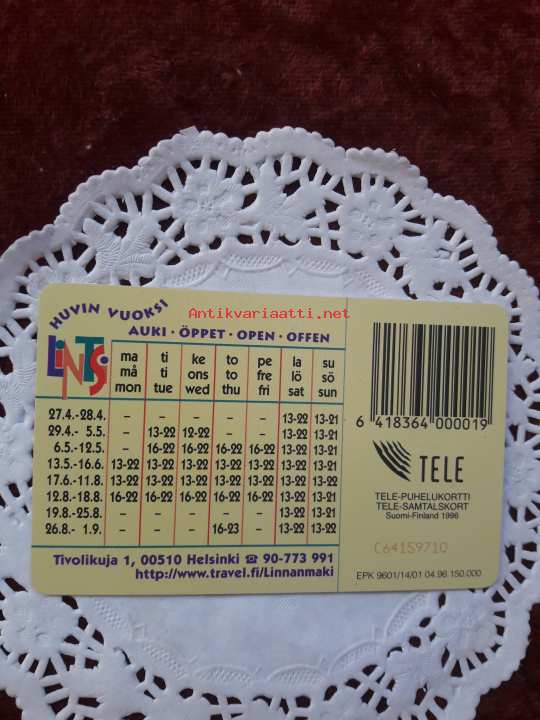 Antikvariaatti.net
HUVIN VUOKSI
LINTSI
AUKI · ÖPPET · OPEN · OFFEN
ma ti ke to pe la su
må ti ons to fre lö sö
mon tue wed thu fri sat sun
27.4.-28.4. – – – – – 13-22 13-21
29.4.- 5.5. – 13-22 12-22 – – 13-22 13-21
6.5.-12.5. – 16-22 16-22 16-22 16-22 13-22 13-21
13.5.-16.6. 13-22 13-22 13-22 13-22 13-22 13-22 13-21
17.6.-11.8. 13-22 13-22 13-22 13-22 13-22 13-22 13-21
12.8.-18.8. 16-22 16-22 16-22 16-22 16-22 13-22 13-21
19.8.-25.8. – – – – – 13-22 13-21
26.8.- 1.9. – – – 16-23 – 13-22 13-22
Tivolikuja 1, 00510 Helsinki ☎ 90-773 991
http://www.travel.fi/Linnanmaki
6 418364 000019
TELE
TELE-PUHELUKORTTI
TELE-SAMTALSKORT
Suomi-Finland 1996
C64159710
EPK 9601/14/01 04.96 150.000